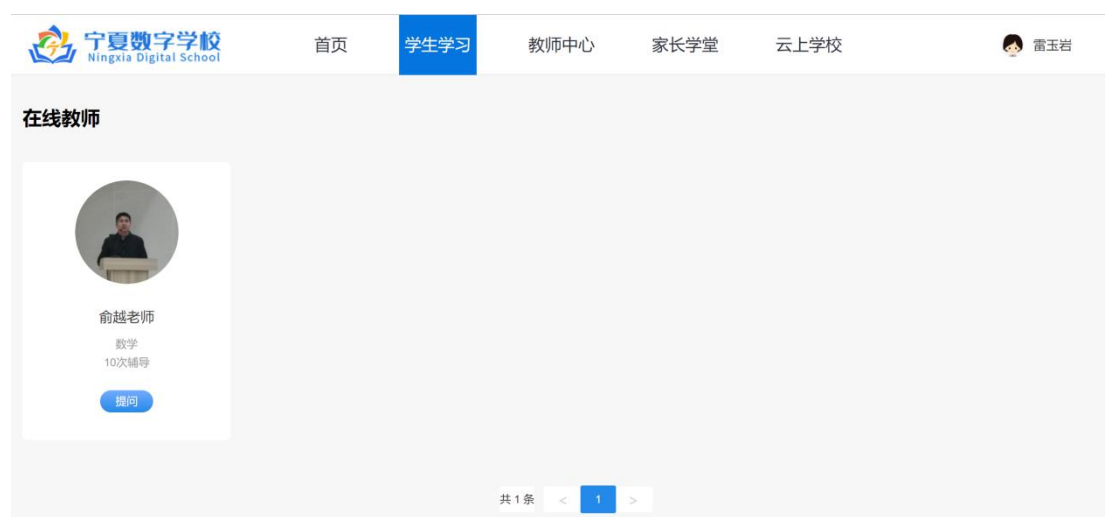 宁夏数字学校
Ningxia Digital School
首页 学生学习 教师中心 家长学堂 云上学校 雷玉岩
在线教师
俞越老师
数学
10次辅导
提问
共 1 条 < 1 >